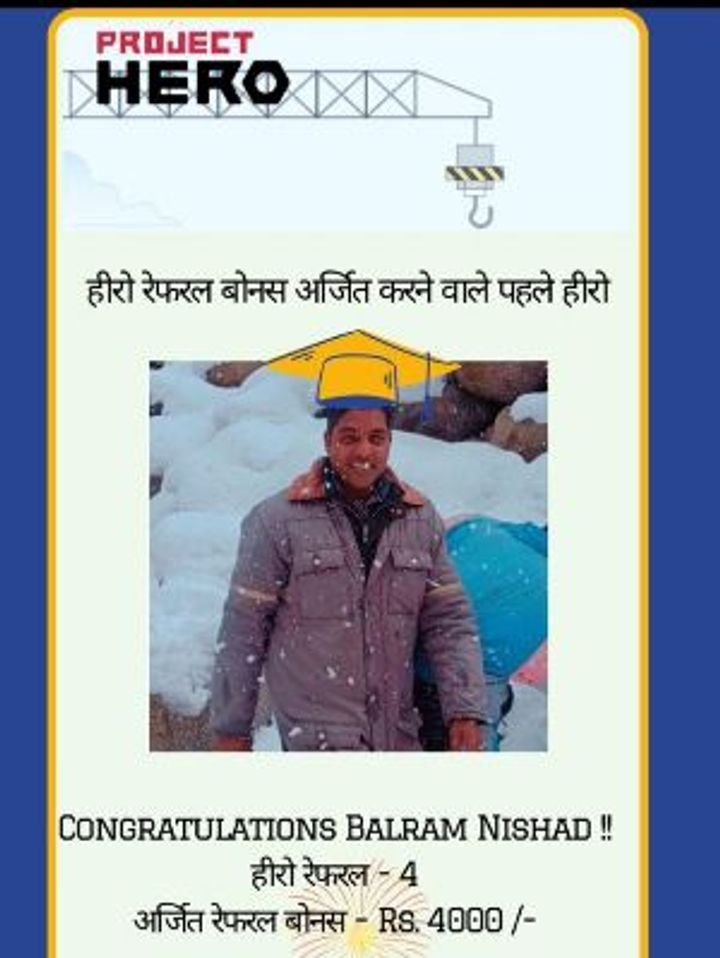 PROJECT
HERO
हीरो रेफरल बोनस अर्जित करने वाले पहले हीरो
CONGRATULATIONS BALRAM NISHAD !!
हीरो रेफरल - 4
अर्जित रेफरल बोनस - Rs. 4000 /-